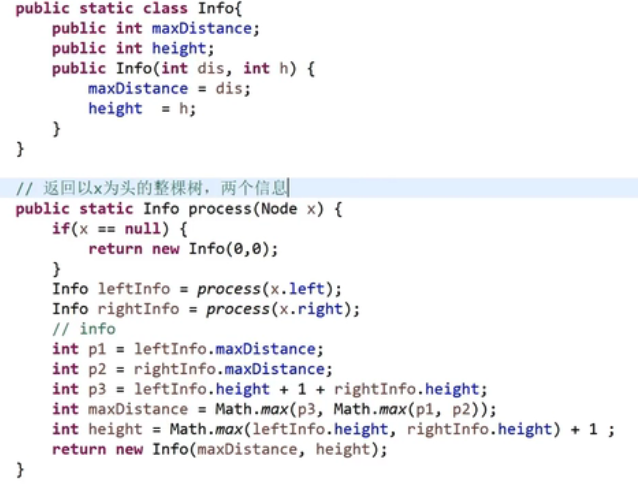 public static class Info{
    public int maxDistance;
    public int height;
    public Info(int dis, int h) {
        maxDistance = dis;
        height  = h;
    }
}

// 返回以x为头的整棵树，两个信息
public static Info process(Node x) {
    if(x == null) {
        return new Info(0,0);
    }
    Info leftInfo = process(x.left);
    Info rightInfo = process(x.right);
    // info
    int p1 = leftInfo.maxDistance;
    int p2 = rightInfo.maxDistance;
    int p3 = leftInfo.height + 1 + rightInfo.height;
    int maxDistance = Math.max(p3, Math.max(p1, p2));
    int height = Math.max(leftInfo.height, rightInfo.height) + 1 ;
    return new Info(maxDistance, height);
}